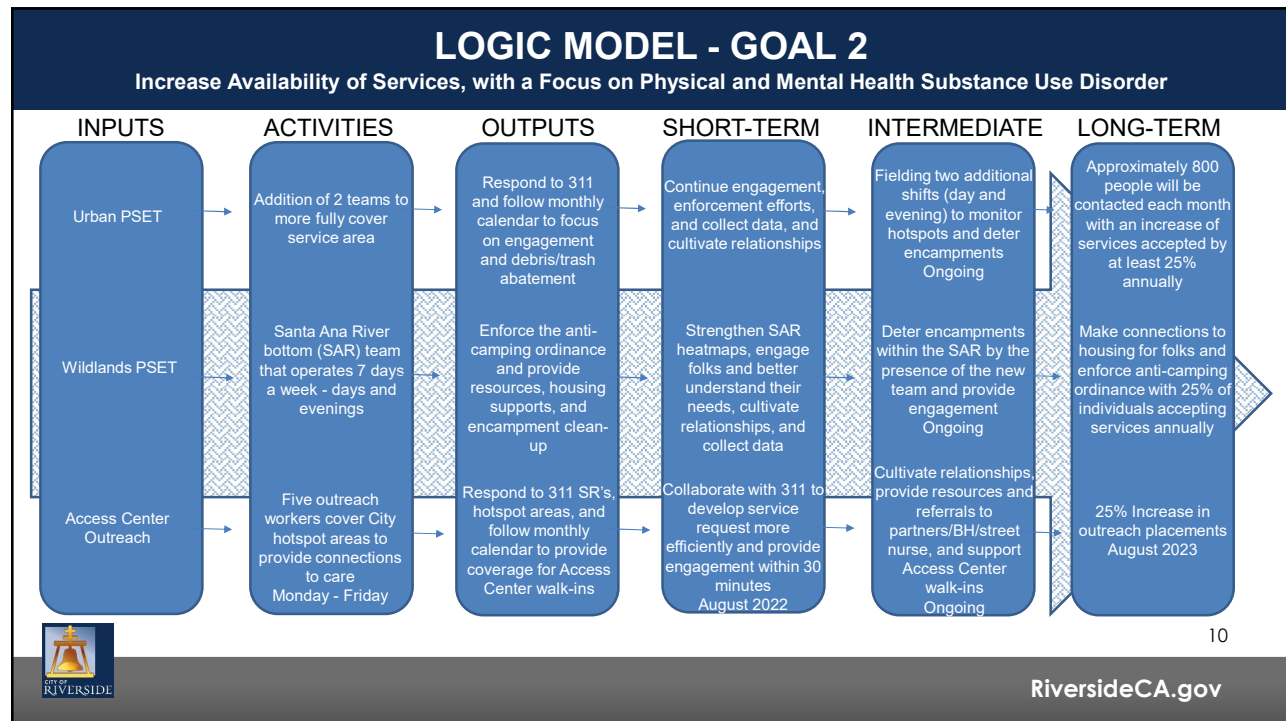 LOGIC MODEL - GOAL 2
Increase Availability of Services, with a Focus on Physical and Mental Health Substance Use Disorder
INPUTS
ACTIVITIES
OUTPUTS
SHORT-TERM
INTERMEDIATE
LONG-TERM
Urban PSET
Addition of 2 teams to
more fully cover
service area
Respond to 311
and follow monthly
calendar to focus
on engagement
and debris/trash
abatement
Continue engagement,
enforcement efforts,
and collect data, and
cultivate relationships
Fielding two additional
shifts (day and
evening) to monitor
hotspots and deter
encampments
Ongoing
Approximately 800
people will be
contacted each month
with an increase of
services accepted by
at least 25%
annually
Wildlands PSET
Santa Ana River
bottom (SAR) team
that operates 7 days
a week - days and
evenings
Enforce the anti-
camping ordinance
and provide
resources, housing
supports, and
encampment clean-
up
Strengthen SAR
heatmaps, engage
folks and better
understand their
needs, cultivate
relationships, and
collect data
Deter encampments
within the SAR by the
presence of the new
team and provide
engagement
Ongoing
Make connections to
housing for folks and
enforce anti-camping
ordinance with 25% of
individuals accepting
services annually
Access Center
Outreach
Five outreach
workers cover City
hotspot areas to
provide connections
to care
Monday - Friday
Respond to 311 SR's,
hotspot areas, and
follow monthly
calendar to provide
coverage for Access
Center walk-ins
Collaborate with 311 to
develop service
request more
efficiently and provide
engagement within 30
minutes
August 2022
Cultivate relationships,
provide resources and
referrals to
partners/BH/street
nurse, and support
Access Center
walk-ins
Ongoing
25% Increase in
outreach placements
August 2023
10
CITY OF
RIVERSIDE
RiversideCA.gov